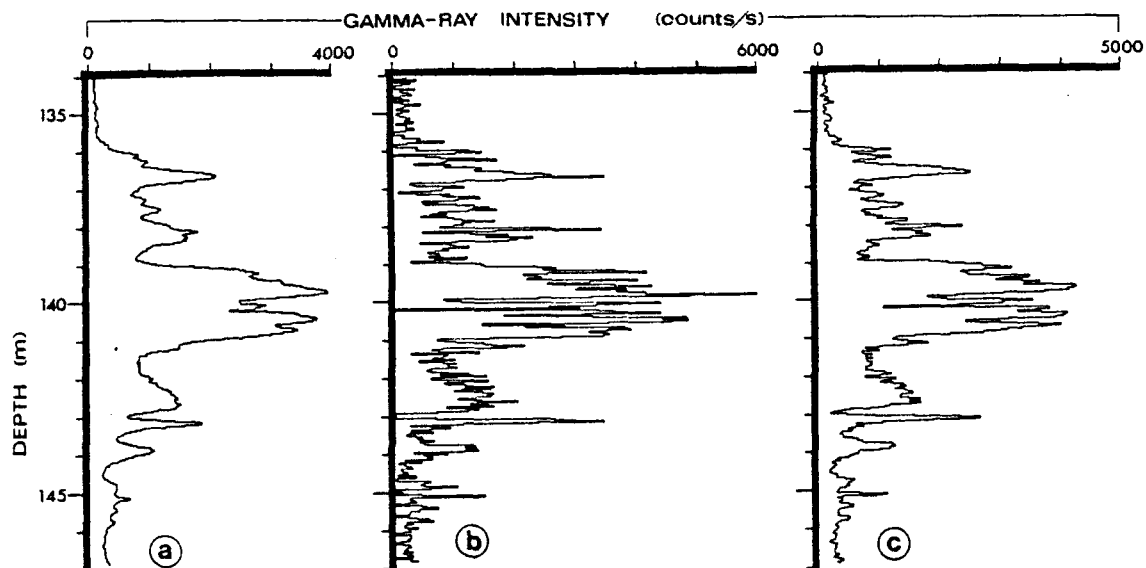 GAMMA-RAY INTENSITY (counts/s)
0 4000 0 6000 0 5000
135
140
145
DEPTH (m)
a b c